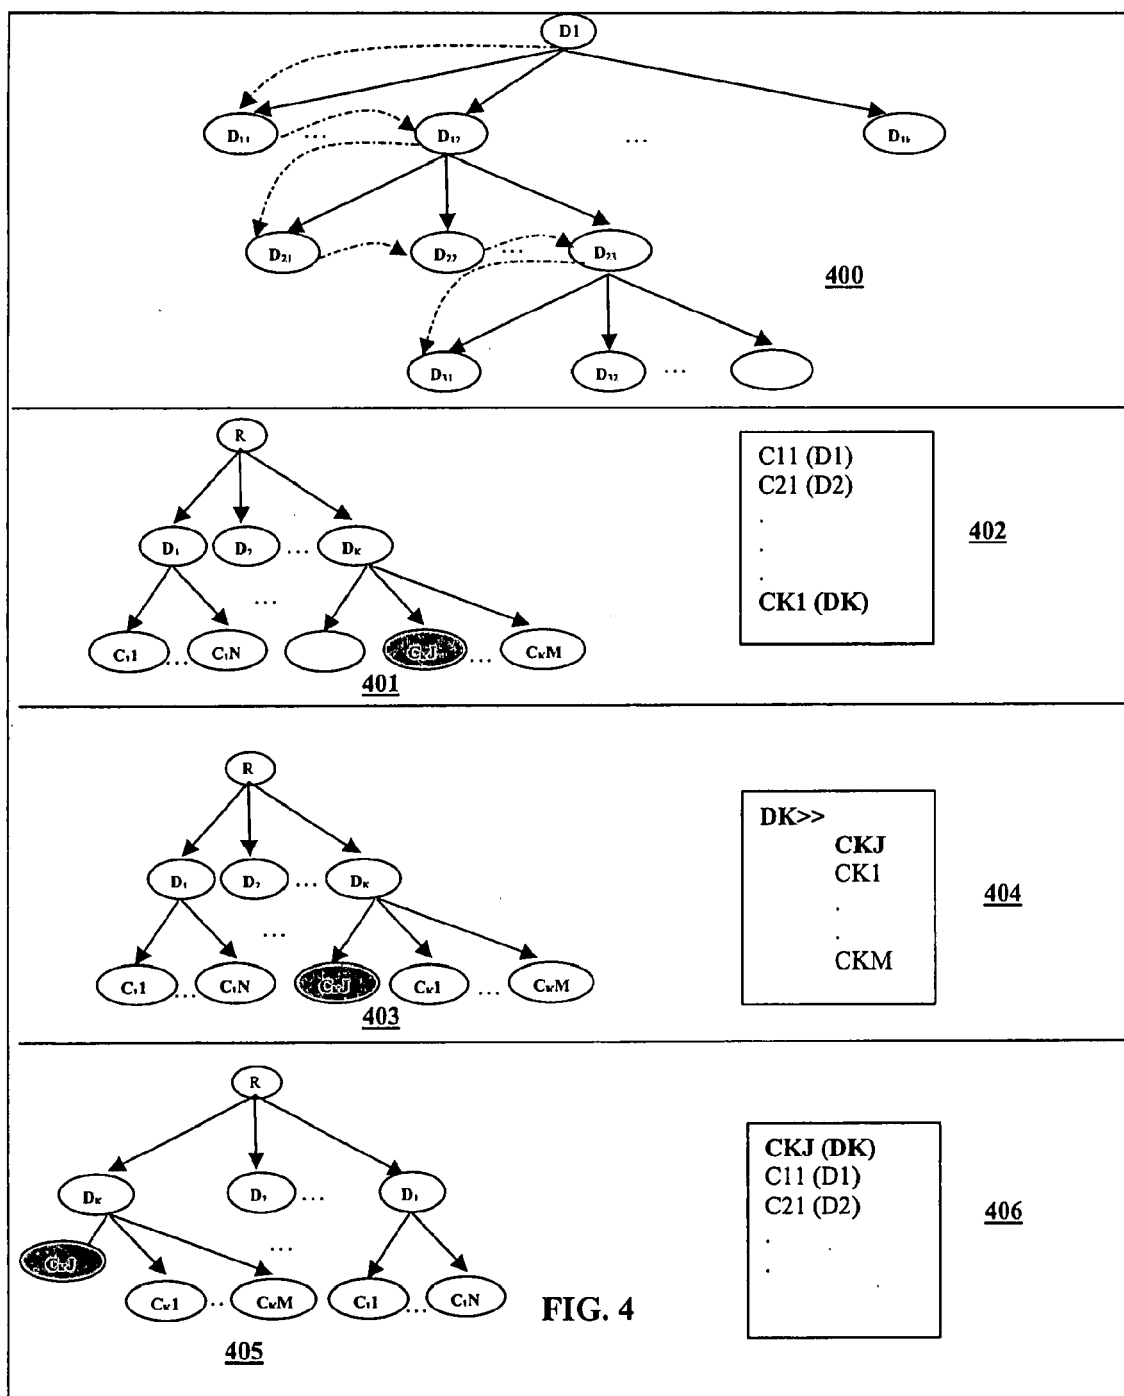 D1
D₁₁ ... D₁₂ ... D₁ₖ
D₂₁ D₂₂ ... D₂₃
400
D₃₁ D₃₂ ...
R
D₁ D₂ ... Dₖ
...
C₁1 ... C₁N CₖJ ... CₖM
401
C11 (D1)
C21 (D2)
.
.
.
CK1 (DK)
402
R
D₁ D₂ ... Dₖ
...
C₁1 ... C₁N CₖJ Cₖ1 ... CₖM
403
DK>>
CKJ
CK1
.
.
CKM
404
R
Dₖ D₂ ... D₁
...
CₖJ
Cₖ1 ... CₖM C₁1 ... C₁N
405
CKJ (DK)
C11 (D1)
C21 (D2)
.
.
406
FIG. 4